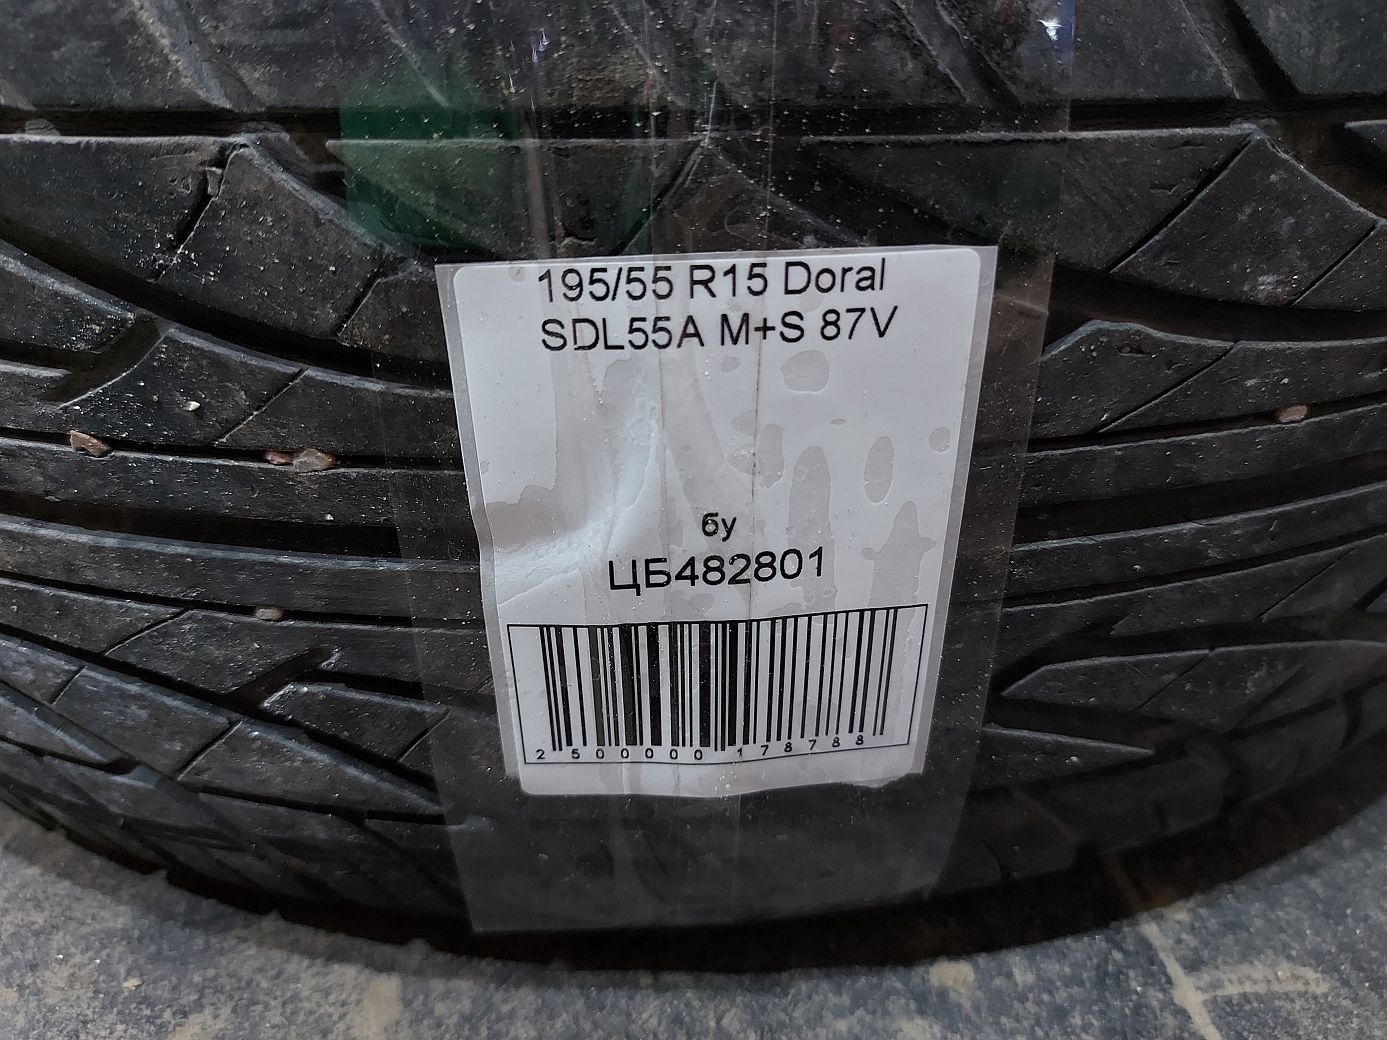 195/55 R15 Doral
SDL55A M+S 87V
бу
ЦБ482801
2500000178788